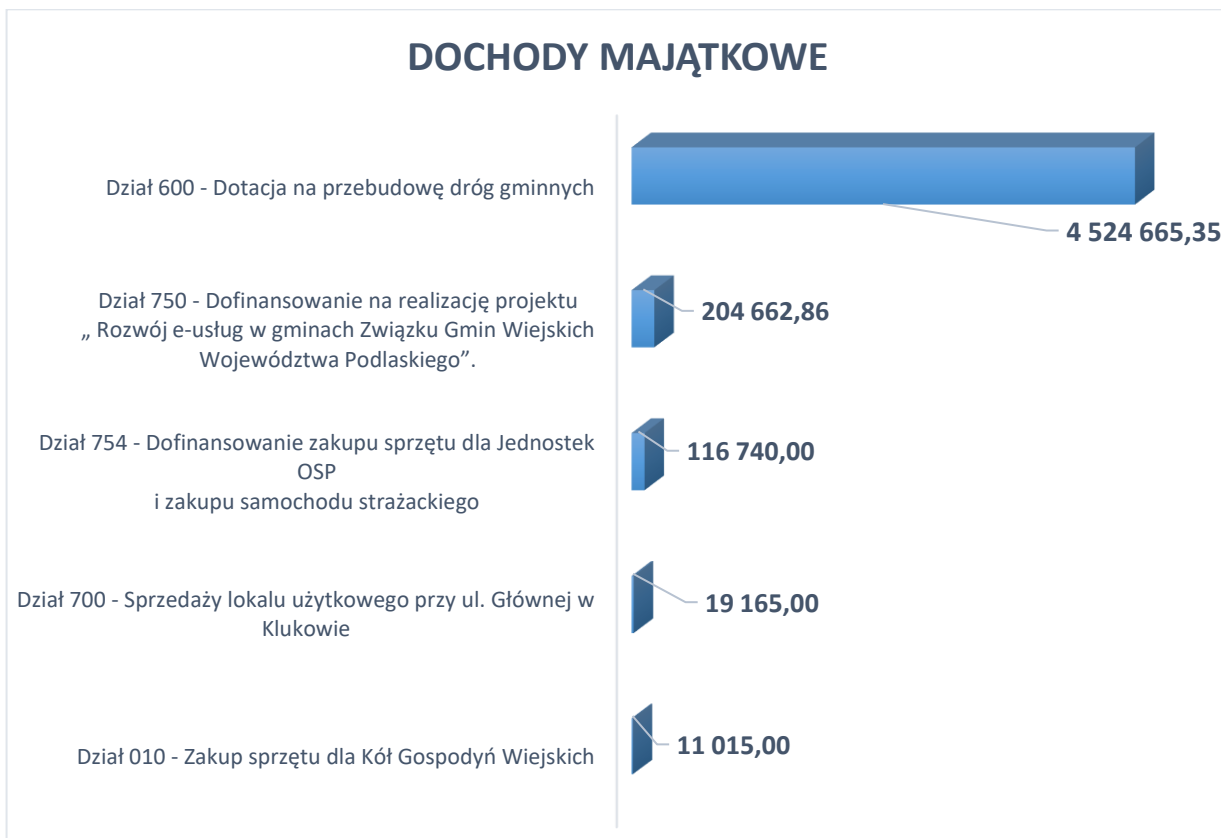 DOCHODY MAJĄTKOWE
Dział 600 - Dotacja na przebudowę dróg gminnych
4 524 665,35
Dział 750 - Dofinansowanie na realizację projektu
„ Rozwój e-usług w gminach Związku Gmin Wiejskich
Województwa Podlaskiego”.
204 662,86
Dział 754 - Dofinansowanie zakupu sprzętu dla Jednostek
OSP
i zakupu samochodu strażackiego
116 740,00
Dział 700 - Sprzedaży lokalu użytkowego przy ul. Głównej w
Klukowie
19 165,00
Dział 010 - Zakup sprzętu dla Kół Gospodyń Wiejskich
11 015,00